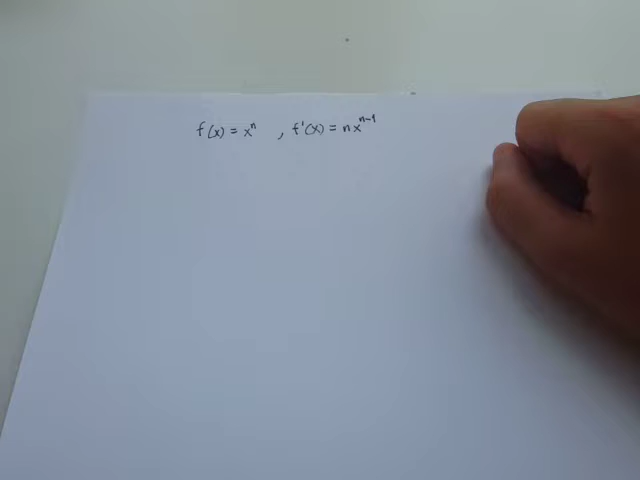 f(x) = xⁿ , f'(x) = nxⁿ⁻¹